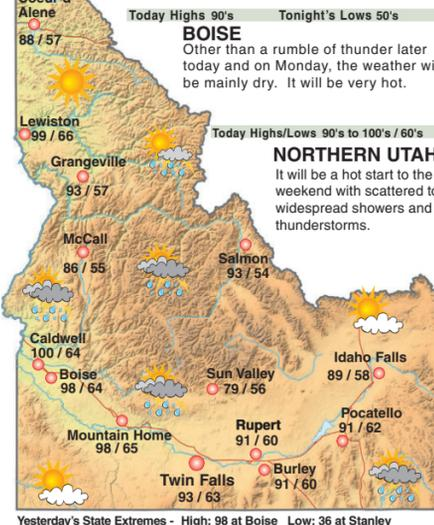 Coeur d'
Alene
88 / 57
Today Highs 90's Tonight's Lows 50's
BOISE
Other than a rumble of thunder later
today and on Monday, the weather wi
be mainly dry. It will be very hot.
Lewiston
99 / 66
Today Highs/Lows 90's to 100's / 60's
Grangeville
93 / 57
NORTHERN UTAH
It will be a hot start to the
weekend with scattered to
widespread showers and
thunderstorms.
McCall
86 / 55
Salmon
93 / 54
Caldwell
100 / 64
Boise
98 / 64
Idaho Falls
89 / 58
Sun Valley
79 / 56
Pocatello
91 / 62
Mountain Home
98 / 65
Rupert
91 / 60
Burley
91 / 60
Twin Falls
93 / 63
Yesterday's State Extremes - High: 98 at Boise Low: 36 at Stanley